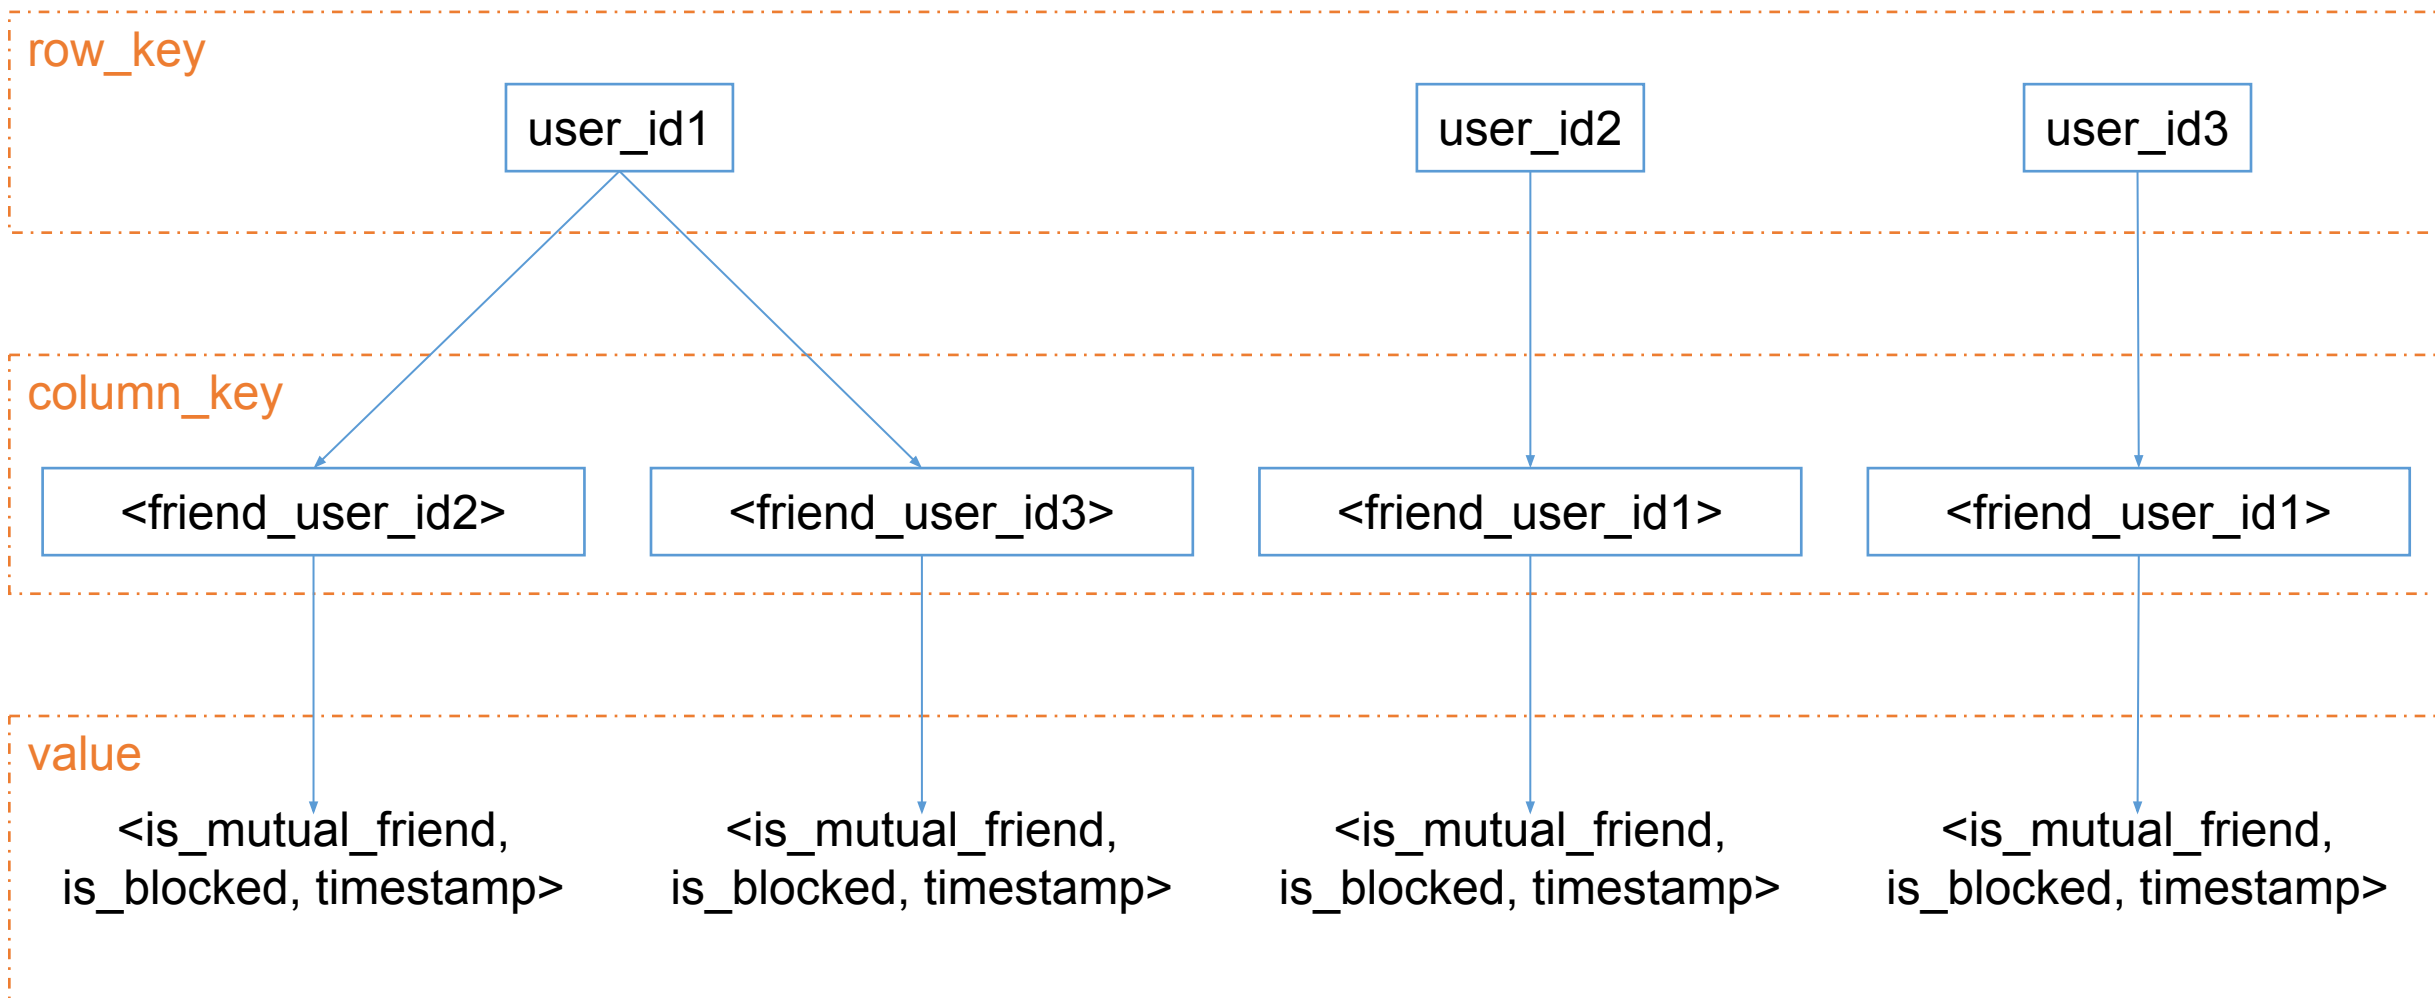 row_key
user_id1
user_id2
user_id3
column_key
<friend_user_id2>
<friend_user_id3>
<friend_user_id1>
<friend_user_id1>
value
<is_mutual_friend,
is_blocked, timestamp>
<is_mutual_friend,
is_blocked, timestamp>
<is_mutual_friend,
is_blocked, timestamp>
<is_mutual_friend,
is_blocked, timestamp>